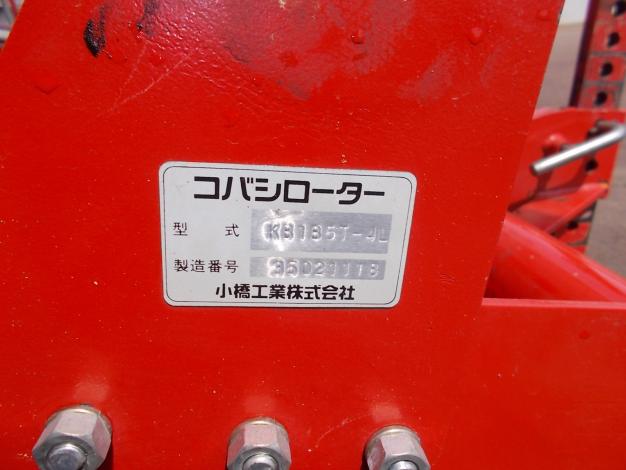 コバシローター
型 式 KB185T-4L
製造番号 95D21118
小橋工業株式会社